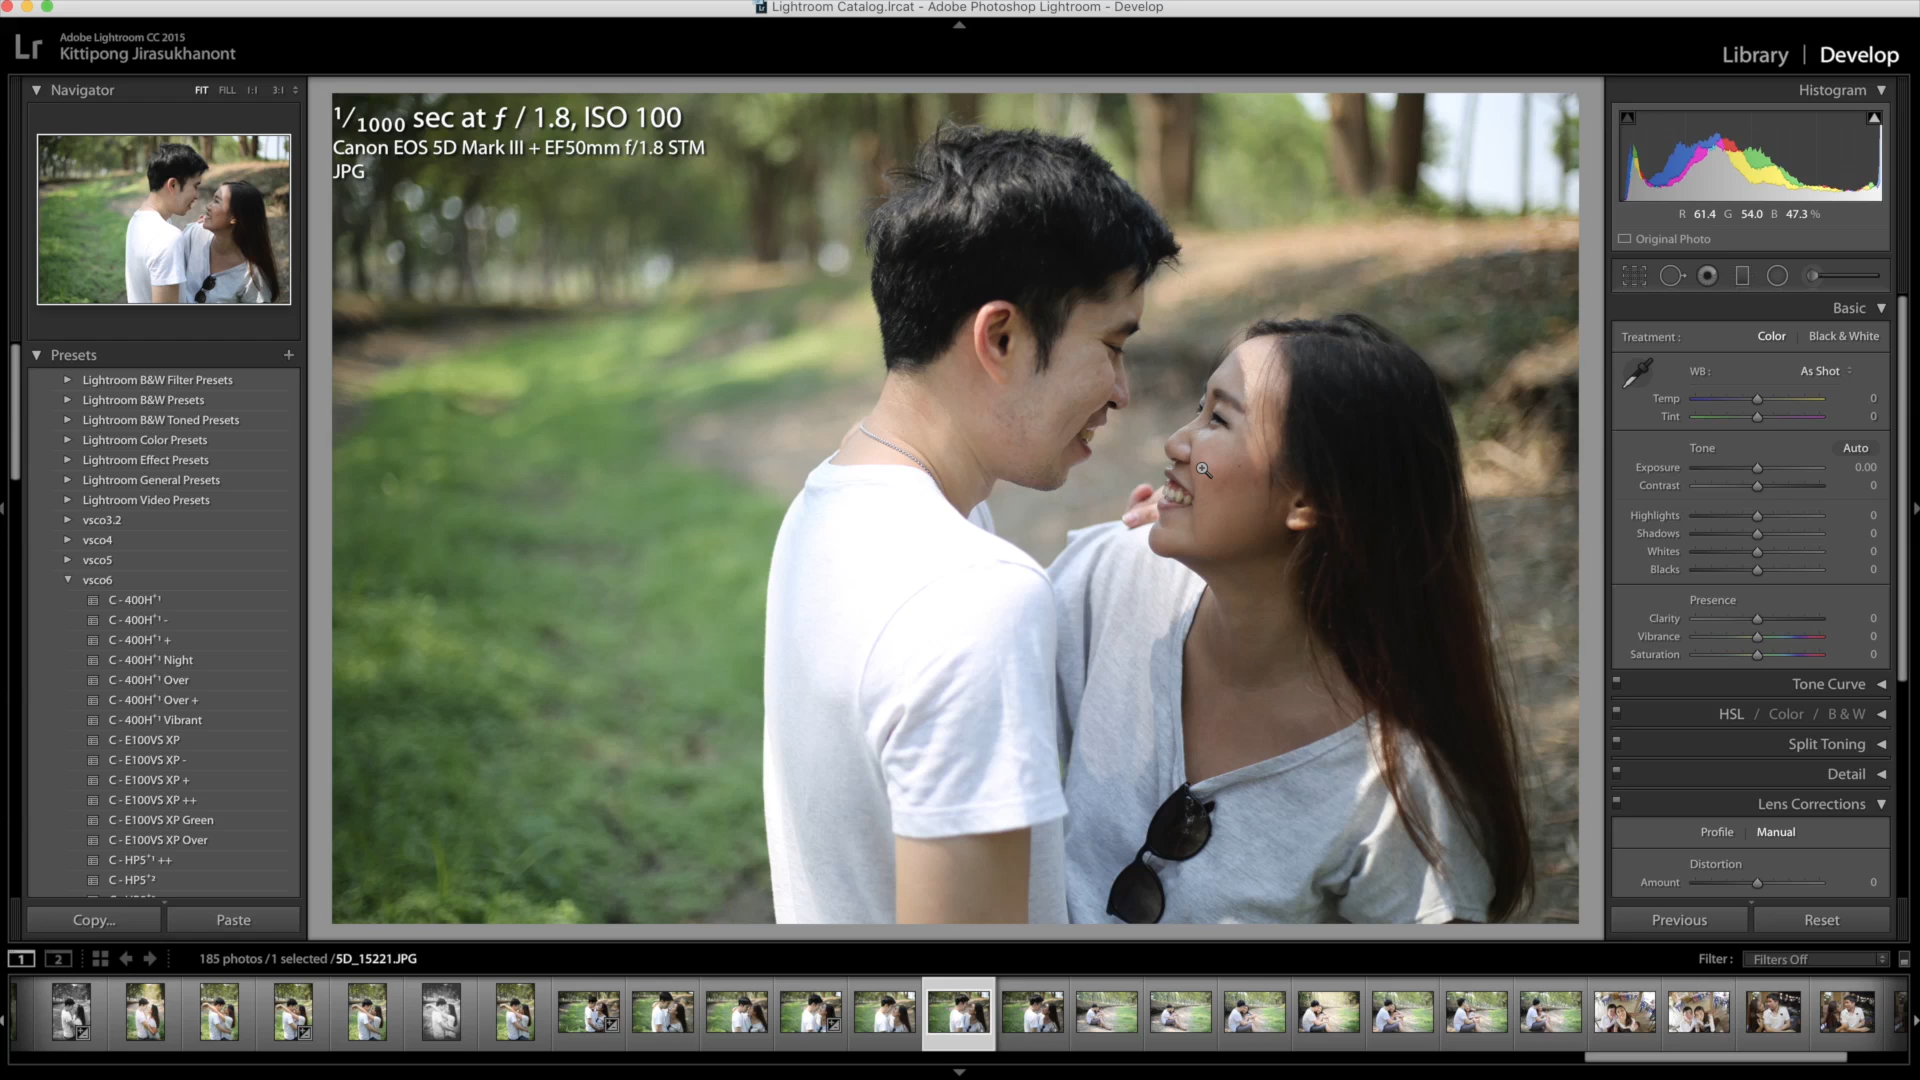 Lightroom Catalog.lrcat - Adobe Photoshop Lightroom - Develop
Lr
Adobe Lightroom CC 2015
Kittipong Jirasukhanont
Library | Develop
Navigator FIT FILL 1:1 3:1
1/1000 sec at ƒ / 1.8, ISO 100
Canon EOS 5D Mark III + EF50mm f/1.8 STM
JPG
Presets +
Lightroom B&W Filter Presets
Lightroom B&W Presets
Lightroom B&W Toned Presets
Lightroom Color Presets
Lightroom Effect Presets
Lightroom General Presets
Lightroom Video Presets
vsco3.2
vsco4
vsco5
vsco6
C - 400H⁺¹
C - 400H⁺¹ -
C - 400H⁺¹ +
C - 400H⁺¹ Night
C - 400H⁺¹ Over
C - 400H⁺¹ Over +
C - 400H⁺¹ Vibrant
C - E100VS XP
C - E100VS XP -
C - E100VS XP +
C - E100VS XP ++
C - E100VS XP Green
C - E100VS XP Over
C - HP5⁺¹ ++
C - HP5⁺²
Copy... Paste
Histogram
R 61.4 G 54.0 B 47.3 %
Original Photo
Basic
Treatment : Color | Black & White
WB : As Shot
Temp 0
Tint 0
Tone Auto
Exposure 0.00
Contrast 0
Highlights 0
Shadows 0
Whites 0
Blacks 0
Presence
Clarity 0
Vibrance 0
Saturation 0
Tone Curve
HSL / Color / B & W
Split Toning
Detail
Lens Corrections
Profile Manual
Distortion
Amount 0
Previous Reset
1 2 185 photos / 1 selected / 5D_15221.JPG Filter : Filters Off